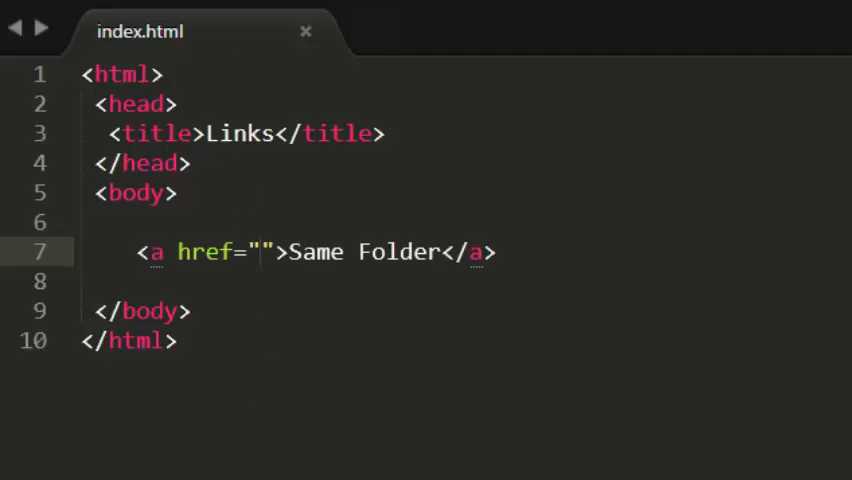 index.html ×
1 <html>
2 <head>
3 <title>Links</title>
4 </head>
5 <body>
6
7 <a href="">Same Folder</a>
8
9 </body>
10 </html>